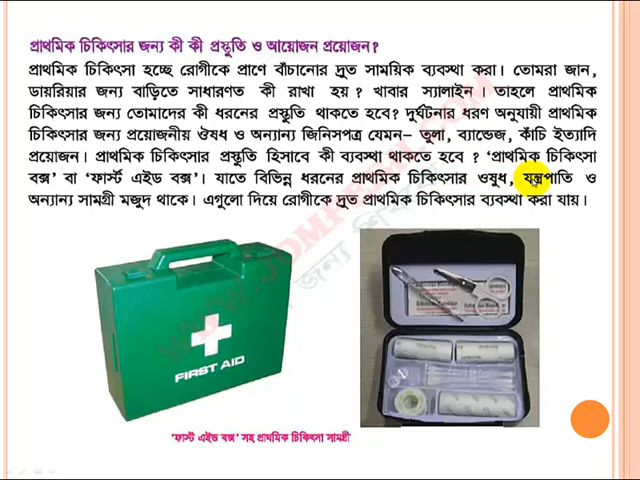 প্রাথমিক চিকিৎসার জন্য কী কী প্রস্তুতি ও আয়োজন প্রয়োজন?
প্রাথমিক চিকিৎসা হচ্ছে রোগীকে প্রাণে বাঁচানোর দ্রুত সাময়িক ব্যবস্থা করা। তোমরা জান,
ডায়রিয়ার জন্য বাড়িতে সাধারণত কী রাখা হয়? খাবার স্যালাইন। তাহলে প্রাথমিক
চিকিৎসার জন্য তোমাদের কী ধরনের প্রস্তুতি থাকতে হবে? দুর্ঘটনার ধরণ অনুযায়ী প্রাথমিক
চিকিৎসার জন্য প্রয়োজনীয় ঔষধ ও অন্যান্য জিনিসপত্র যেমন– তুলা, ব্যান্ডেজ, কাঁচি ইত্যাদি
প্রয়োজন। প্রাথমিক চিকিৎসার প্রস্তুতি হিসাবে কী ব্যবস্থা থাকতে হবে? 'প্রাথমিক চিকিৎসা
বক্স' বা 'ফার্স্ট এইড বক্স'। যাতে বিভিন্ন ধরনের প্রাথমিক চিকিৎসার ওষুধ, যন্ত্রপাতি ও
অন্যান্য সামগ্রী মজুদ থাকে। এগুলো দিয়ে রোগীকে দ্রুত প্রাথমিক চিকিৎসার ব্যবস্থা করা যায়।
FIRST AID
'ফার্স্ট এইড বক্স' সহ প্রাথমিক চিকিৎসা সামগ্রী